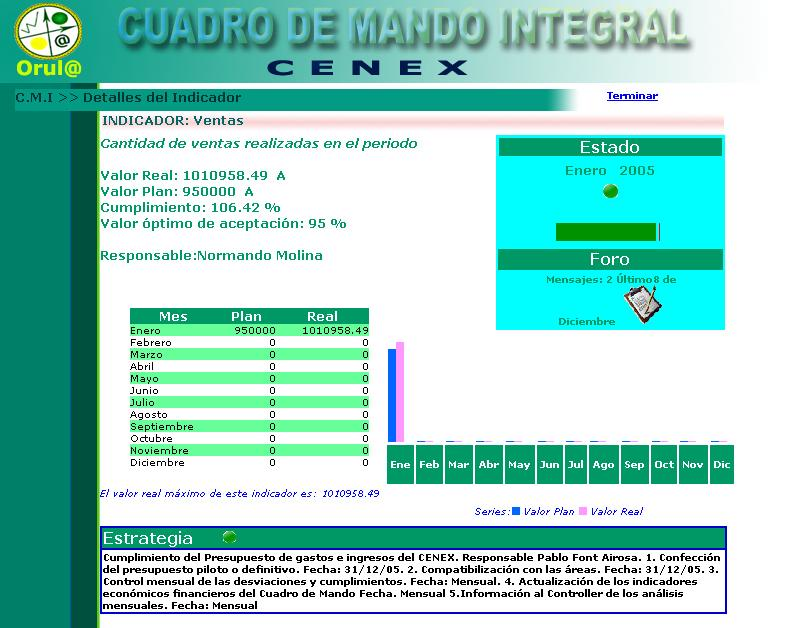 CUADRO DE MANDO INTEGRAL
CENEX
Orul@
C.M.I >> Detalles del Indicador
Terminar
INDICADOR: Ventas
Cantidad de ventas realizadas en el periodo
Valor Real: 1010958.49 A
Valor Plan: 950000 A
Cumplimiento: 106.42 %
Valor óptimo de aceptación: 95 %
Responsable:Normando Molina
Estado
Enero 2005
Foro
Mensajes: 2 Último8 de
Diciembre
Mes Plan Real
Enero 950000 1010958.49
Febrero 0 0
Marzo 0 0
Abril 0 0
Mayo 0 0
Junio 0 0
Julio 0 0
Agosto 0 0
Septiembre 0 0
Octubre 0 0
Noviembre 0 0
Diciembre 0 0
Ene Feb Mar Abr May Jun Jul Ago Sep Oct Nov Dic
El valor real máximo de este indicador es: 1010958.49
Series: Valor Plan Valor Real
Estrategia
Cumplimiento del Presupuesto de gastos e ingresos del CENEX. Responsable Pablo Font Airosa. 1. Confección
del presupuesto piloto o definitivo. Fecha: 31/12/05. 2. Compatibilización con las áreas. Fecha: 31/12/05. 3.
Control mensual de las desviaciones y cumplimientos. Fecha: Mensual. 4. Actualización de los indicadores
económicos financieros del Cuadro de Mando Fecha. Mensual 5.Información al Controller de los análisis
mensuales. Fecha: Mensual